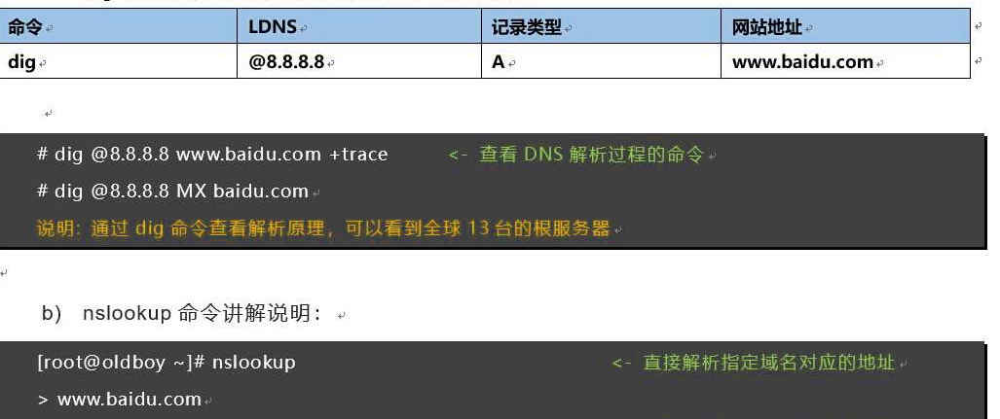 命令 LDNS 记录类型 网站地址
dig @8.8.8.8 A www.baidu.com
# dig @8.8.8.8 www.baidu.com +trace <- 查看 DNS 解析过程的命令
# dig @8.8.8.8 MX baidu.com
说明：通过 dig 命令查看解析原理，可以看到全球 13 台的根服务器
b) nslookup 命令讲解说明：
[root@oldboy ~]# nslookup <- 直接解析指定域名对应的地址
> www.baidu.com